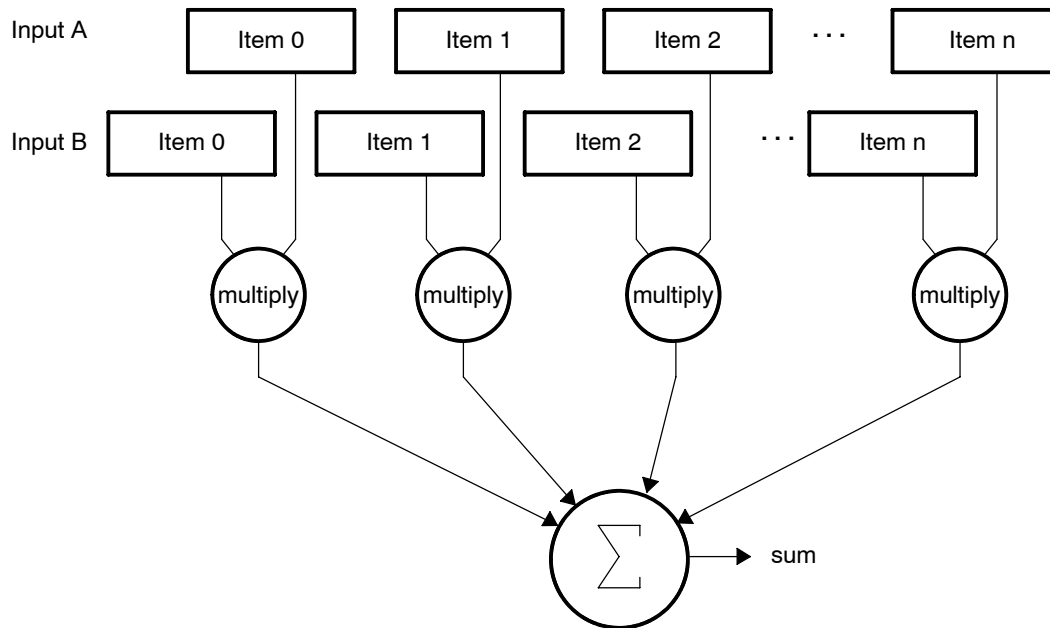 Input A Item 0 Item 1 Item 2 ... Item n
Input B Item 0 Item 1 Item 2 ... Item n
multiply multiply multiply multiply
∑ sum